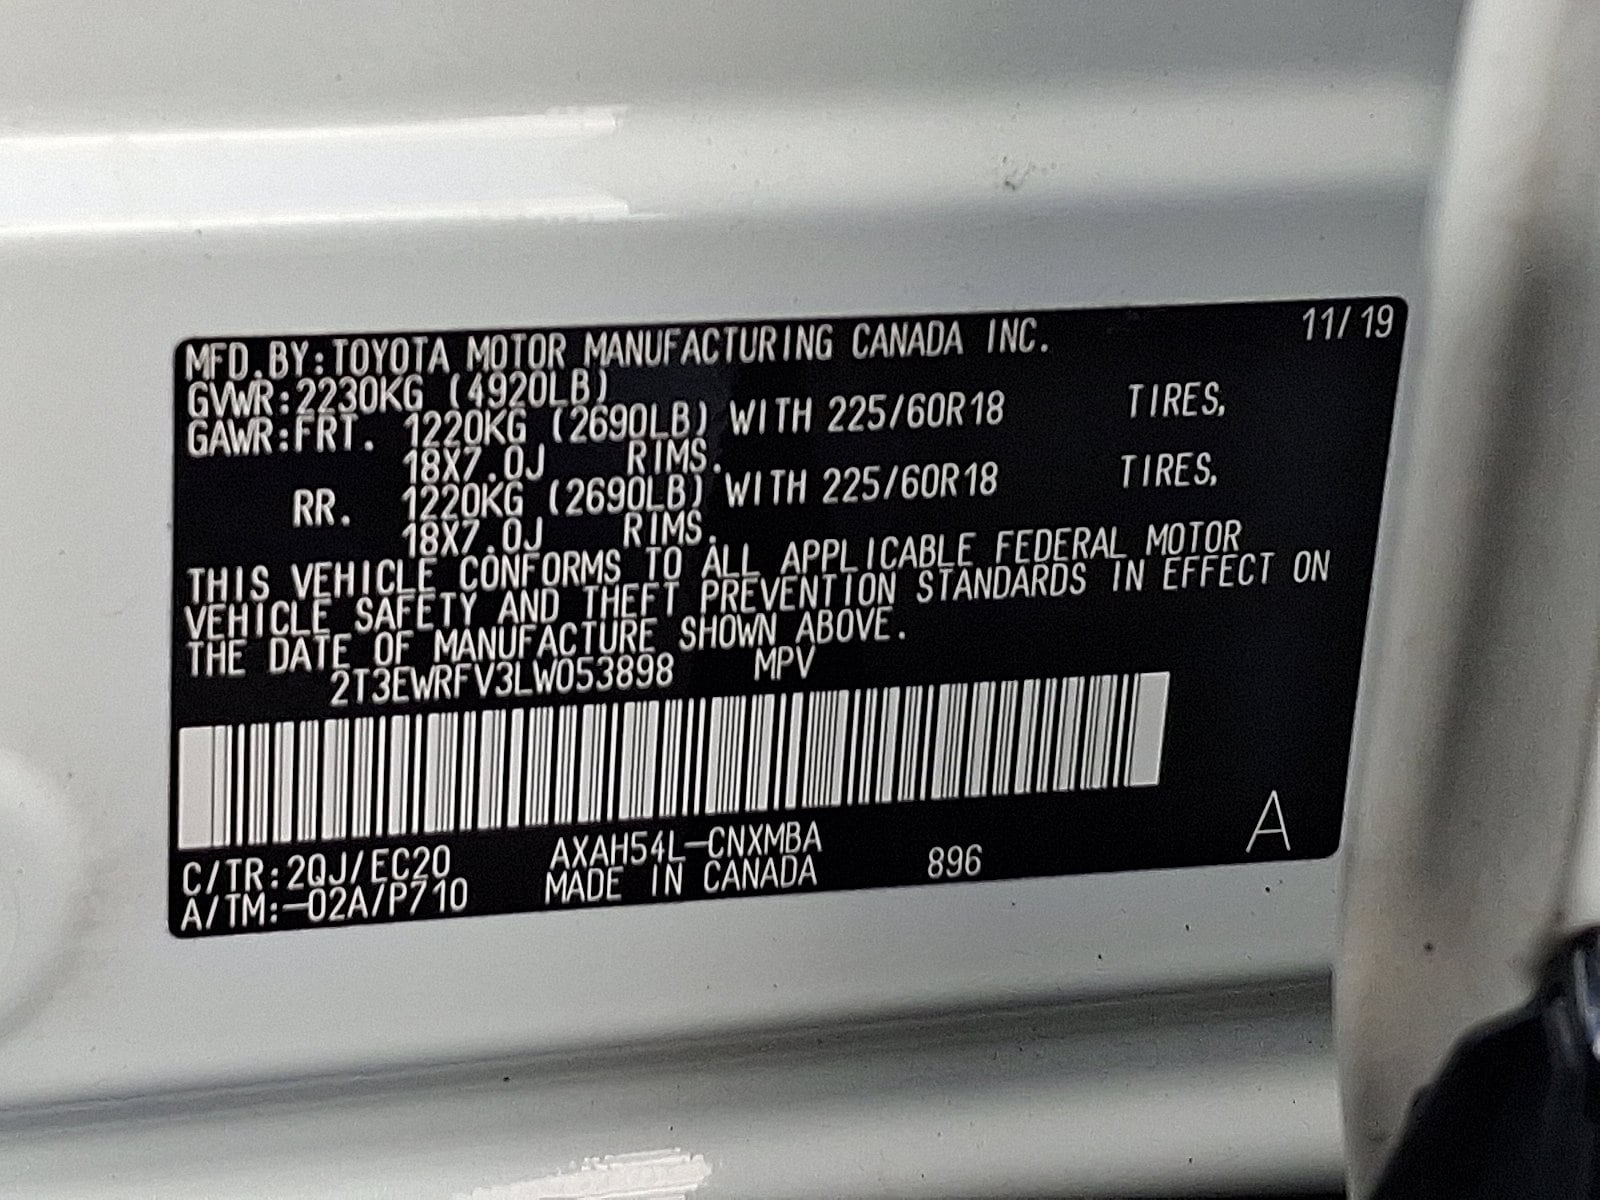 MFD.BY:TOYOTA MOTOR MANUFACTURING CANADA INC. 11/19
GVWR:2230KG (4920LB)
GAWR:FRT. 1220KG (2690LB) WITH 225/60R18 TIRES,
18X7.0J RIMS.
RR. 1220KG (2690LB) WITH 225/60R18 TIRES,
18X7.0J RIMS.
THIS VEHICLE CONFORMS TO ALL APPLICABLE FEDERAL MOTOR
VEHICLE SAFETY AND THEFT PREVENTION STANDARDS IN EFFECT ON
THE DATE OF MANUFACTURE SHOWN ABOVE.
2T3EWRFV3LW053898 MPV
C/TR:2QJ/EC20 AXAH54L-CNXMBA
A/TM:-02A/P710 MADE IN CANADA 896 A